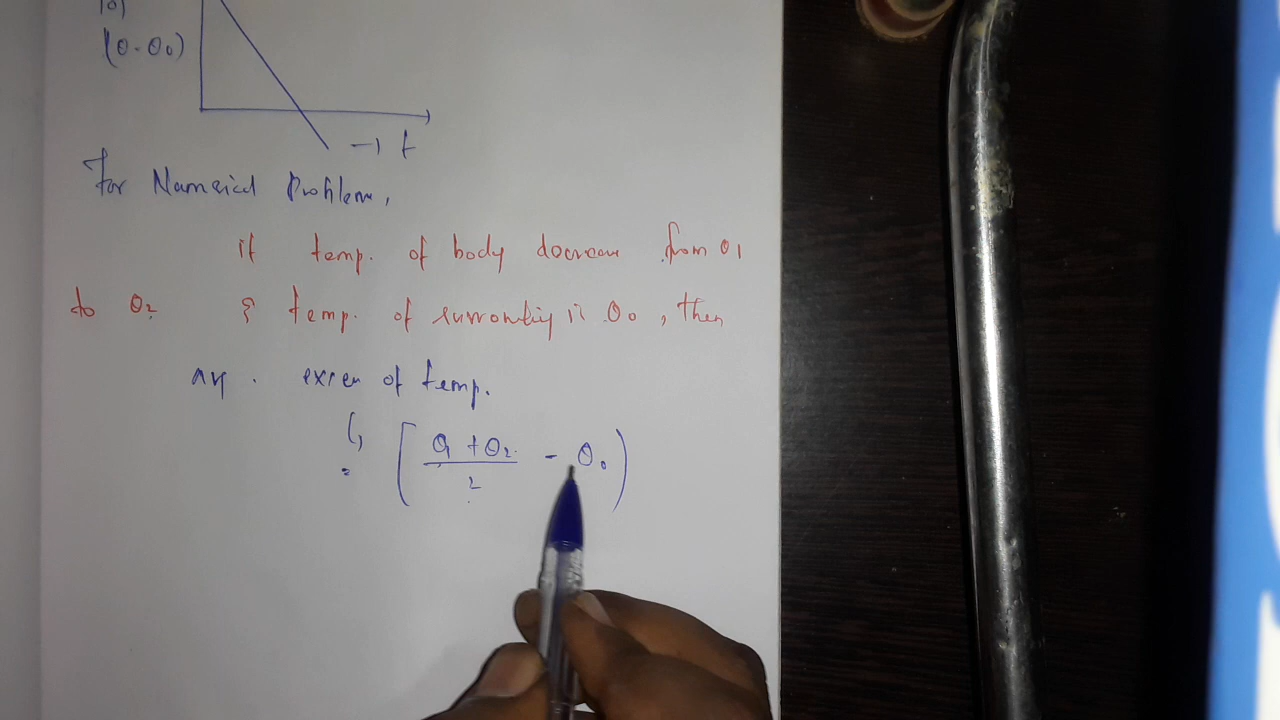 (θ-θ₀)
t
For Numerical Problem,
if temp. of body decrease from θ1
to θ2 & temp. of surrounding is θ₀, then
av. excess of temp.
[ θ1 + θ2 / 2 - θ₀ )